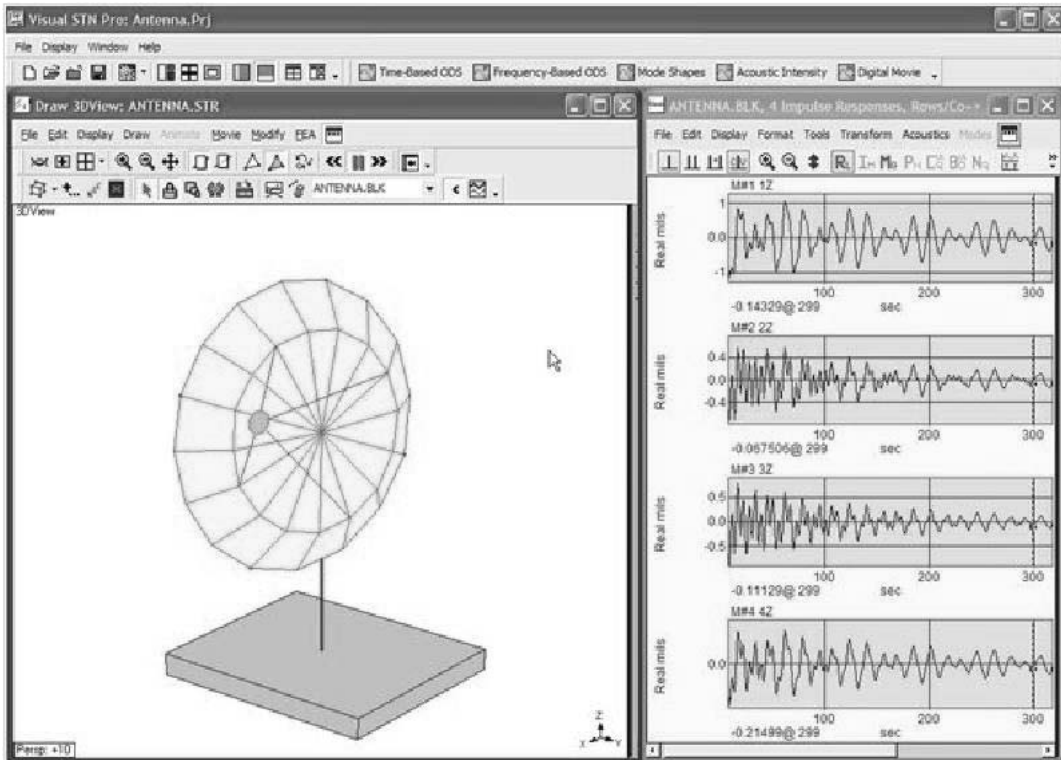 Visual STN Pro: Antenna.Prj
File Display Window Help
Time-Based ODS Frequency-Based ODS Mode Shapes Acoustic Intensity Digital Movie
Draw 3DView: ANTENNA.STR
File Edit Display Draw Animate Movie Modify FEA
ANTENNA.BLK
3DView
Z
X Y
Persp: +10
ANTENNA.BLK, 4 Impulse Responses, Rows/Co
File Edit Display Format Tools Transform Acoustics Modes
M#1 1Z
Real mils
1
0.0
-1
100 200 300
-0.14329@ 299 sec
M#2 2Z
Real mils
0.4
0.0
-0.4
100 200 300
-0.067506@ 299 sec
M#3 3Z
Real mils
0.5
0.0
-0.5
100 200 300
-0.11129@ 299 sec
M#4 4Z
Real mils
0.0
100 200 300
-0.21499@ 299 sec